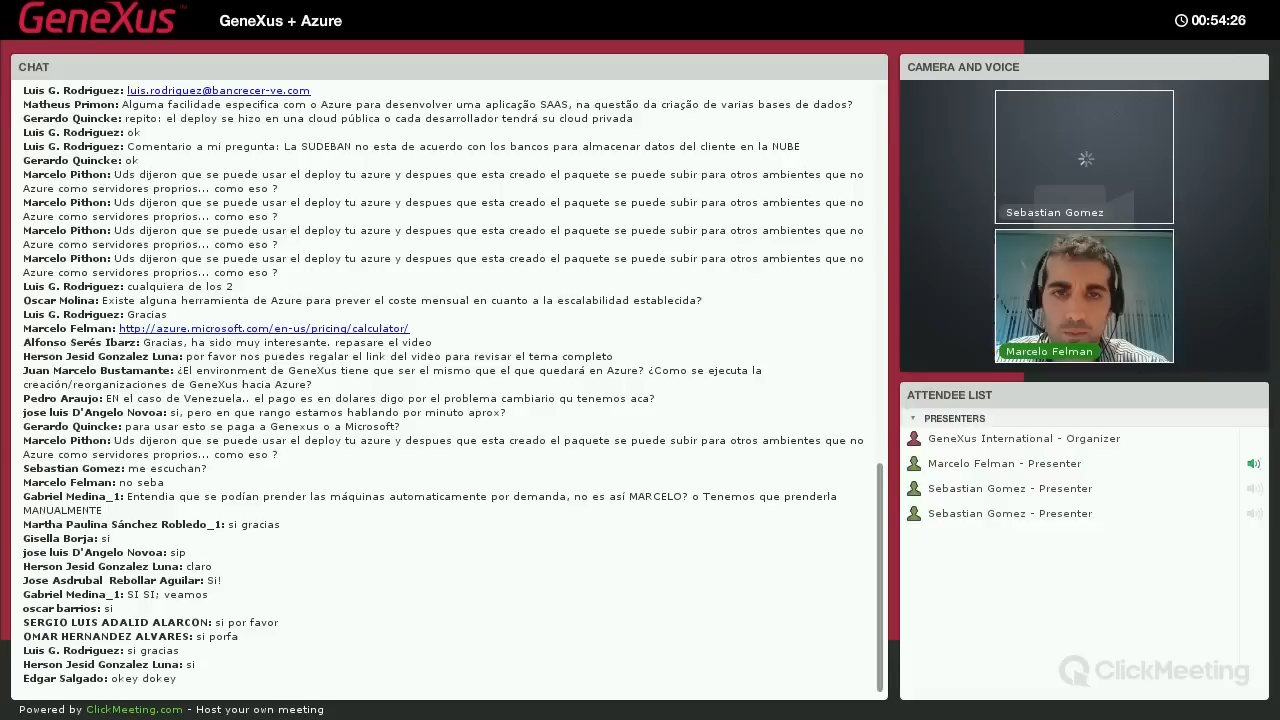 GeneXus™
GeneXus + Azure
00:54:26
CHAT
Luis G. Rodriguez: luis.rodriguez@bancrecer-ve.com
Matheus Primon: Alguma facilidade especifica com o Azure para desenvolver uma aplicação SAAS, na questão da criação de varias bases de dados?
Gerardo Quincke: repito: el deploy se hizo en una cloud pública o cada desarrollador tendrá su cloud privada
Luis G. Rodriguez: ok
Luis G. Rodriguez: Comentario a mi pregunta: La SUDEBAN no esta de acuerdo con los bancos para almacenar datos del cliente en la NUBE
Gerardo Quincke: ok
Marcelo Pithon: Uds dijeron que se puede usar el deploy tu azure y despues que esta creado el paquete se puede subir para otros ambientes que no
Azure como servidores proprios... como eso ?
Marcelo Pithon: Uds dijeron que se puede usar el deploy tu azure y despues que esta creado el paquete se puede subir para otros ambientes que no
Azure como servidores proprios... como eso ?
Marcelo Pithon: Uds dijeron que se puede usar el deploy tu azure y despues que esta creado el paquete se puede subir para otros ambientes que no
Azure como servidores proprios... como eso ?
Marcelo Pithon: Uds dijeron que se puede usar el deploy tu azure y despues que esta creado el paquete se puede subir para otros ambientes que no
Azure como servidores proprios... como eso ?
Luis G. Rodriguez: cualquiera de los 2
Oscar Molina: Existe alguna herramienta de Azure para prever el coste mensual en cuanto a la escalabilidad establecida?
Luis G. Rodriguez: Gracias
Marcelo Felman: http://azure.microsoft.com/en-us/pricing/calculator/
Alfonso Serés Ibarz: Gracias, ha sido muy interesante. repasare el video
Herson Jesid Gonzalez Luna: por favor nos puedes regalar el link del video para revisar el tema completo
Juan Marcelo Bustamante: ¿El environment de GeneXus tiene que ser el mismo que el que quedará en Azure? ¿Como se ejecuta la
creación/reorganizaciones de GeneXus hacia Azure?
Pedro Araujo: EN el caso de Venezuela.. el pago es en dolares digo por el problema cambiario qu tenemos aca?
jose luis D'Angelo Novoa: si, pero en que rango estamos hablando por minuto aprox?
Gerardo Quincke: para usar esto se paga a Genexus o a Microsoft?
Marcelo Pithon: Uds dijeron que se puede usar el deploy tu azure y despues que esta creado el paquete se puede subir para otros ambientes que no
Azure como servidores proprios... como eso ?
Sebastian Gomez: me escuchan?
Marcelo Felman: no seba
Gabriel Medina_1: Entendia que se podían prender las máquinas automaticamente por demanda, no es así MARCELO? o Tenemos que prenderla
MANUALMENTE
Martha Paulina Sánchez Robledo_1: si gracias
Gisella Borja: si
jose luis D'Angelo Novoa: sip
Herson Jesid Gonzalez Luna: claro
Jose Asdrubal  Rebollar Aguilar: Si!
Gabriel Medina_1: SI SI; veamos
oscar barrios: si
SERGIO LUIS ADALID ALARCON: si por favor
OMAR HERNANDEZ ALVARES: si porfa
Luis G. Rodriguez: si gracias
Herson Jesid Gonzalez Luna: si
Edgar Salgado: okey dokey
CAMERA AND VOICE
Sebastian Gomez
Marcelo Felman
ATTENDEE LIST
PRESENTERS
GeneXus International - Organizer
Marcelo Felman - Presenter
Sebastian Gomez - Presenter
Sebastian Gomez - Presenter
ClickMeeting
Powered by ClickMeeting.com - Host your own meeting